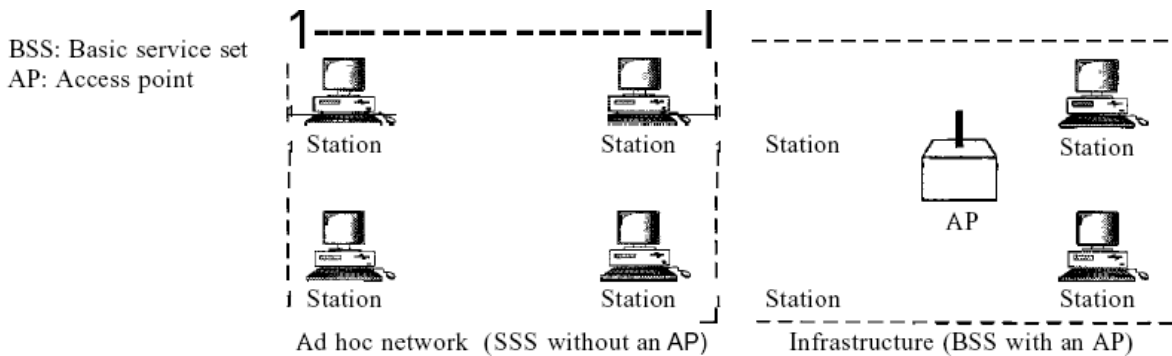 BSS: Basic service set
AP: Access point
Station Station Station Station
AP
Station Station Station Station
Ad hoc network (SSS without an AP) Infrastructure (BSS with an AP)